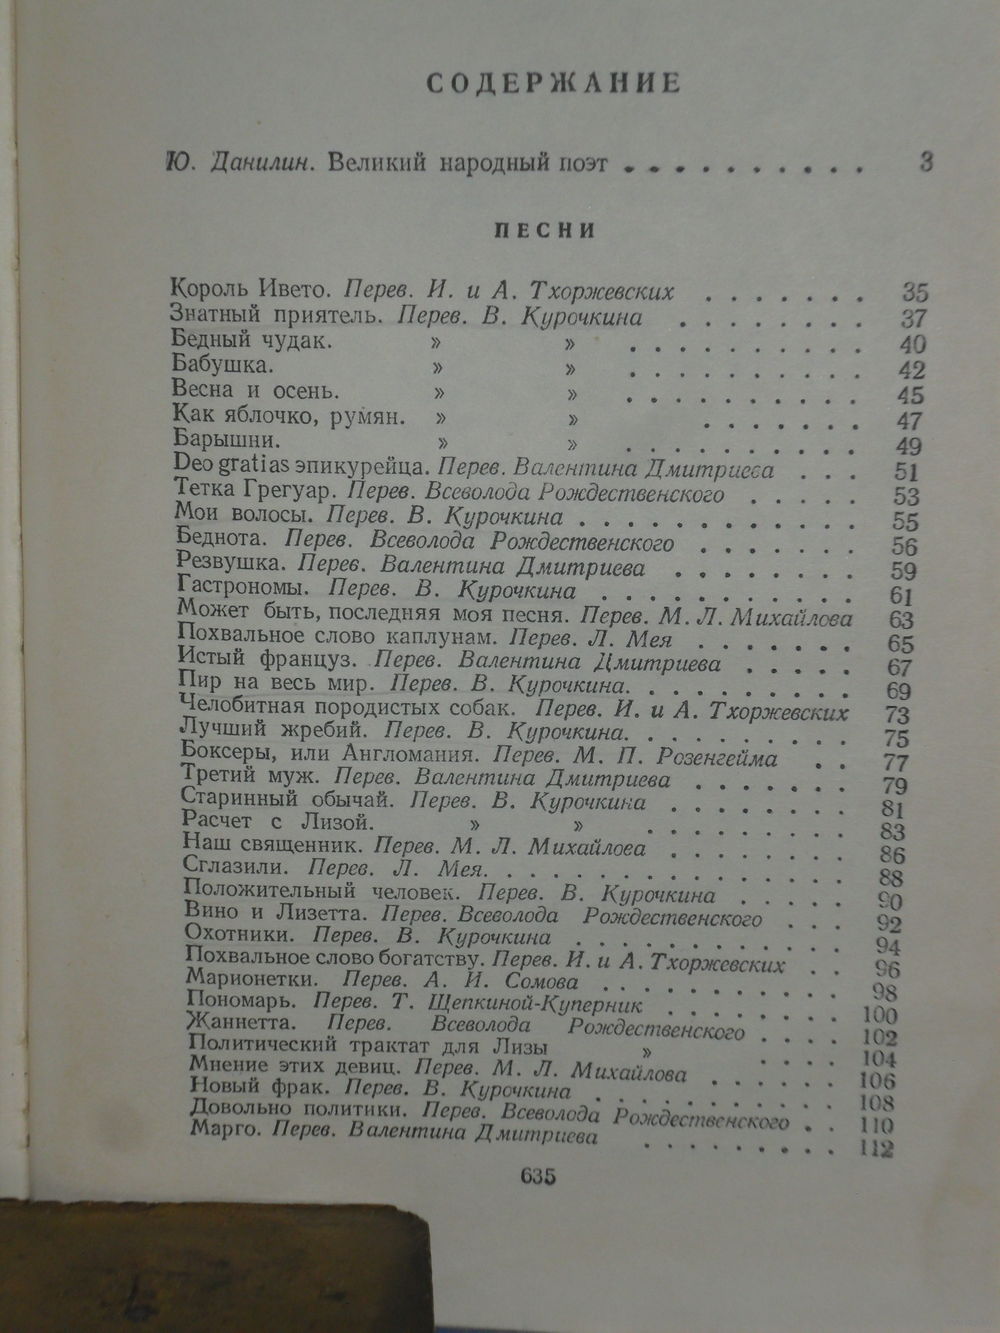 СОДЕРЖАНИЕ
Ю. Данилин. Великий народный поэт . . . . . . . . . . 3
ПЕСНИ
Король Ивето. Перев. И. и А. Тхоржевских . . . . . . . 35
Знатный приятель. Перев. В. Курочкина . . . . . . . . 37
Бедный чудак. » » . . . . . . . . . . 40
Бабушка. » » . . . . . . . . . . 42
Весна и осень. » » . . . . . . . . . . 45
Как яблочко, румян. » » . . . . . . . 47
Барышни. » » . . . . . . . . . . 49
Deo gratias эпикурейца. Перев. Валентина Дмитриева . . . 51
Тетка Грегуар. Перев. Всеволода Рождественского . . . . . 53
Мои волосы. Перев. В. Курочкина . . . . . . . . . . . 55
Беднота. Перев. Всеволода Рождественского . . . . . . . 56
Резвушка. Перев. Валентина Дмитриева . . . . . . . . 59
Гастрономы. Перев. В. Курочкина . . . . . . . . . . 61
Может быть, последняя моя песня. Перев. М. Л. Михайлова 63
Похвальное слово каплунам. Перев. Л. Мея . . . . . . . 65
Истый француз. Перев. Валентина Дмитриева . . . . . 67
Пир на весь мир. Перев. В. Курочкина. . . . . . . . . . 69
Челобитная породистых собак. Перев. И. и А. Тхоржевских 73
Лучший жребий. Перев. В. Курочкина. . . . . . . . . . 75
Боксеры, или Англомания. Перев. М. П. Розенгейма . . 77
Третий муж. Перев. Валентина Дмитриева . . . . . . . 79
Старинный обычай. Перев. В. Курочкина . . . . . . . . 81
Расчет с Лизой. » » . . . . . . . . . 83
Наш священник. Перев. М. Л. Михайлова . . . . . . . . 86
Сглазили. Перев. Л. Мея. . . . . . . . . . . . . . . 88
Положительный человек. Перев. В. Курочкина . . . . . 90
Вино и Лизетта. Перев. Всеволода Рождественского . . . . 92
Охотники. Перев. В. Курочкина . . . . . . . . . . . 94
Похвальное слово богатству. Перев. И. и А. Тхоржевских . . 96
Марионетки. Перев. А. И. Сомова . . . . . . . . . . 98
Пономарь. Перев. Т. Щепкиной-Куперник . . . . . . . . 100
Жаннетта. Перев. Всеволода Рождественского . . . . 102
Политический трактат для Лизы » . . . . 104
Мнение этих девиц. Перев. М. Л. Михайлова . . . . . 106
Новый фрак. Перев. В. Курочкина . . . . . . . . . . 108
Довольно политики. Перев. Всеволода Рождественского . . 110
Марго. Перев. Валентина Дмитриева . . . . . . . . . 112
635